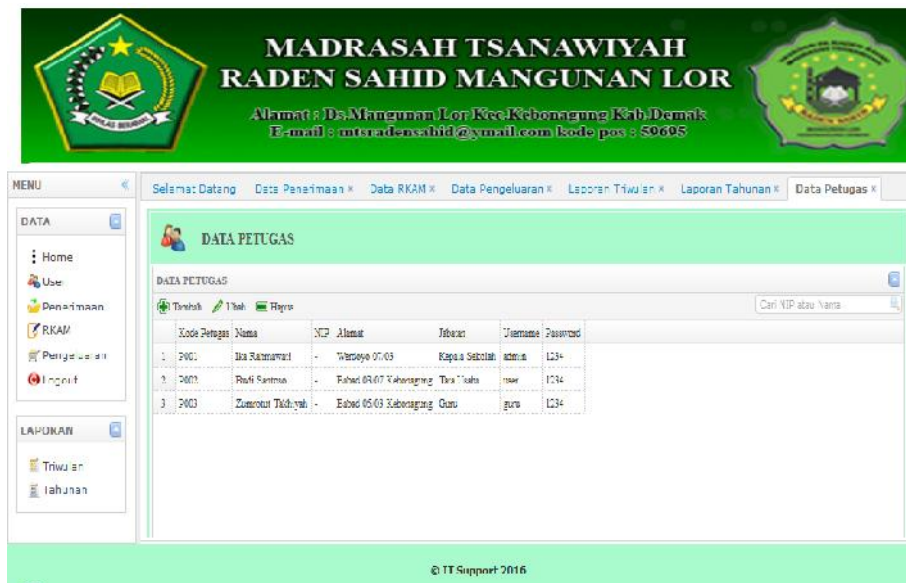 MADRASAH TSANAWIYAH
RADEN SAHID MANGUNAN LOR
Alamat : Ds.Mangunan Lor Kec.Kebonagung Kab.Demak
E-mail : mtsradensahid@ymail.com kode pos : 59695
MENU
Selamat Datang Data Penerimaan x Data RKAM x Data Pengeluaran x Laporan Triwulan x Laporan Tahunan x Data Petugas x
DATA
Home
User
Penerimaan
RKAM
Pengeluaran
Logout
LAPORAN
Triwulan
Tahunan
DATA PETUGAS
DATA PETUGAS
Tambah Ubah Hapus Cari NIP atau Nama
Kode Petugas Nama NIP Alamat Jabatan Username Password
1 P001 Ika Rahmawati - 07/03 Kepala Sekolah admin 1234
2 P002 Budi Santoso - Babad 03/07 Kebonagung Tata Usaha user 1234
3 P003 Zumrotut - Babad 05/03 Kebonagung Guru guru 1234
© IT Support 2016